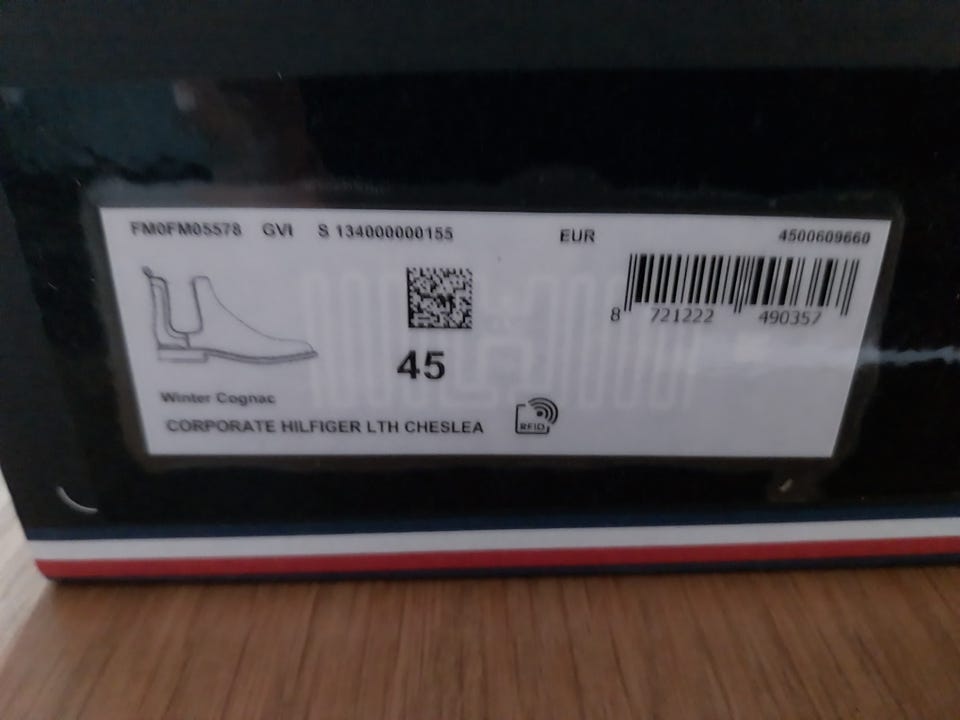 FM0FM05578 GVI S 134000000155 EUR 4500609660
8 721222 490357
45
Winter Cognac
CORPORATE HILFIGER LTH CHESLEA
RFID